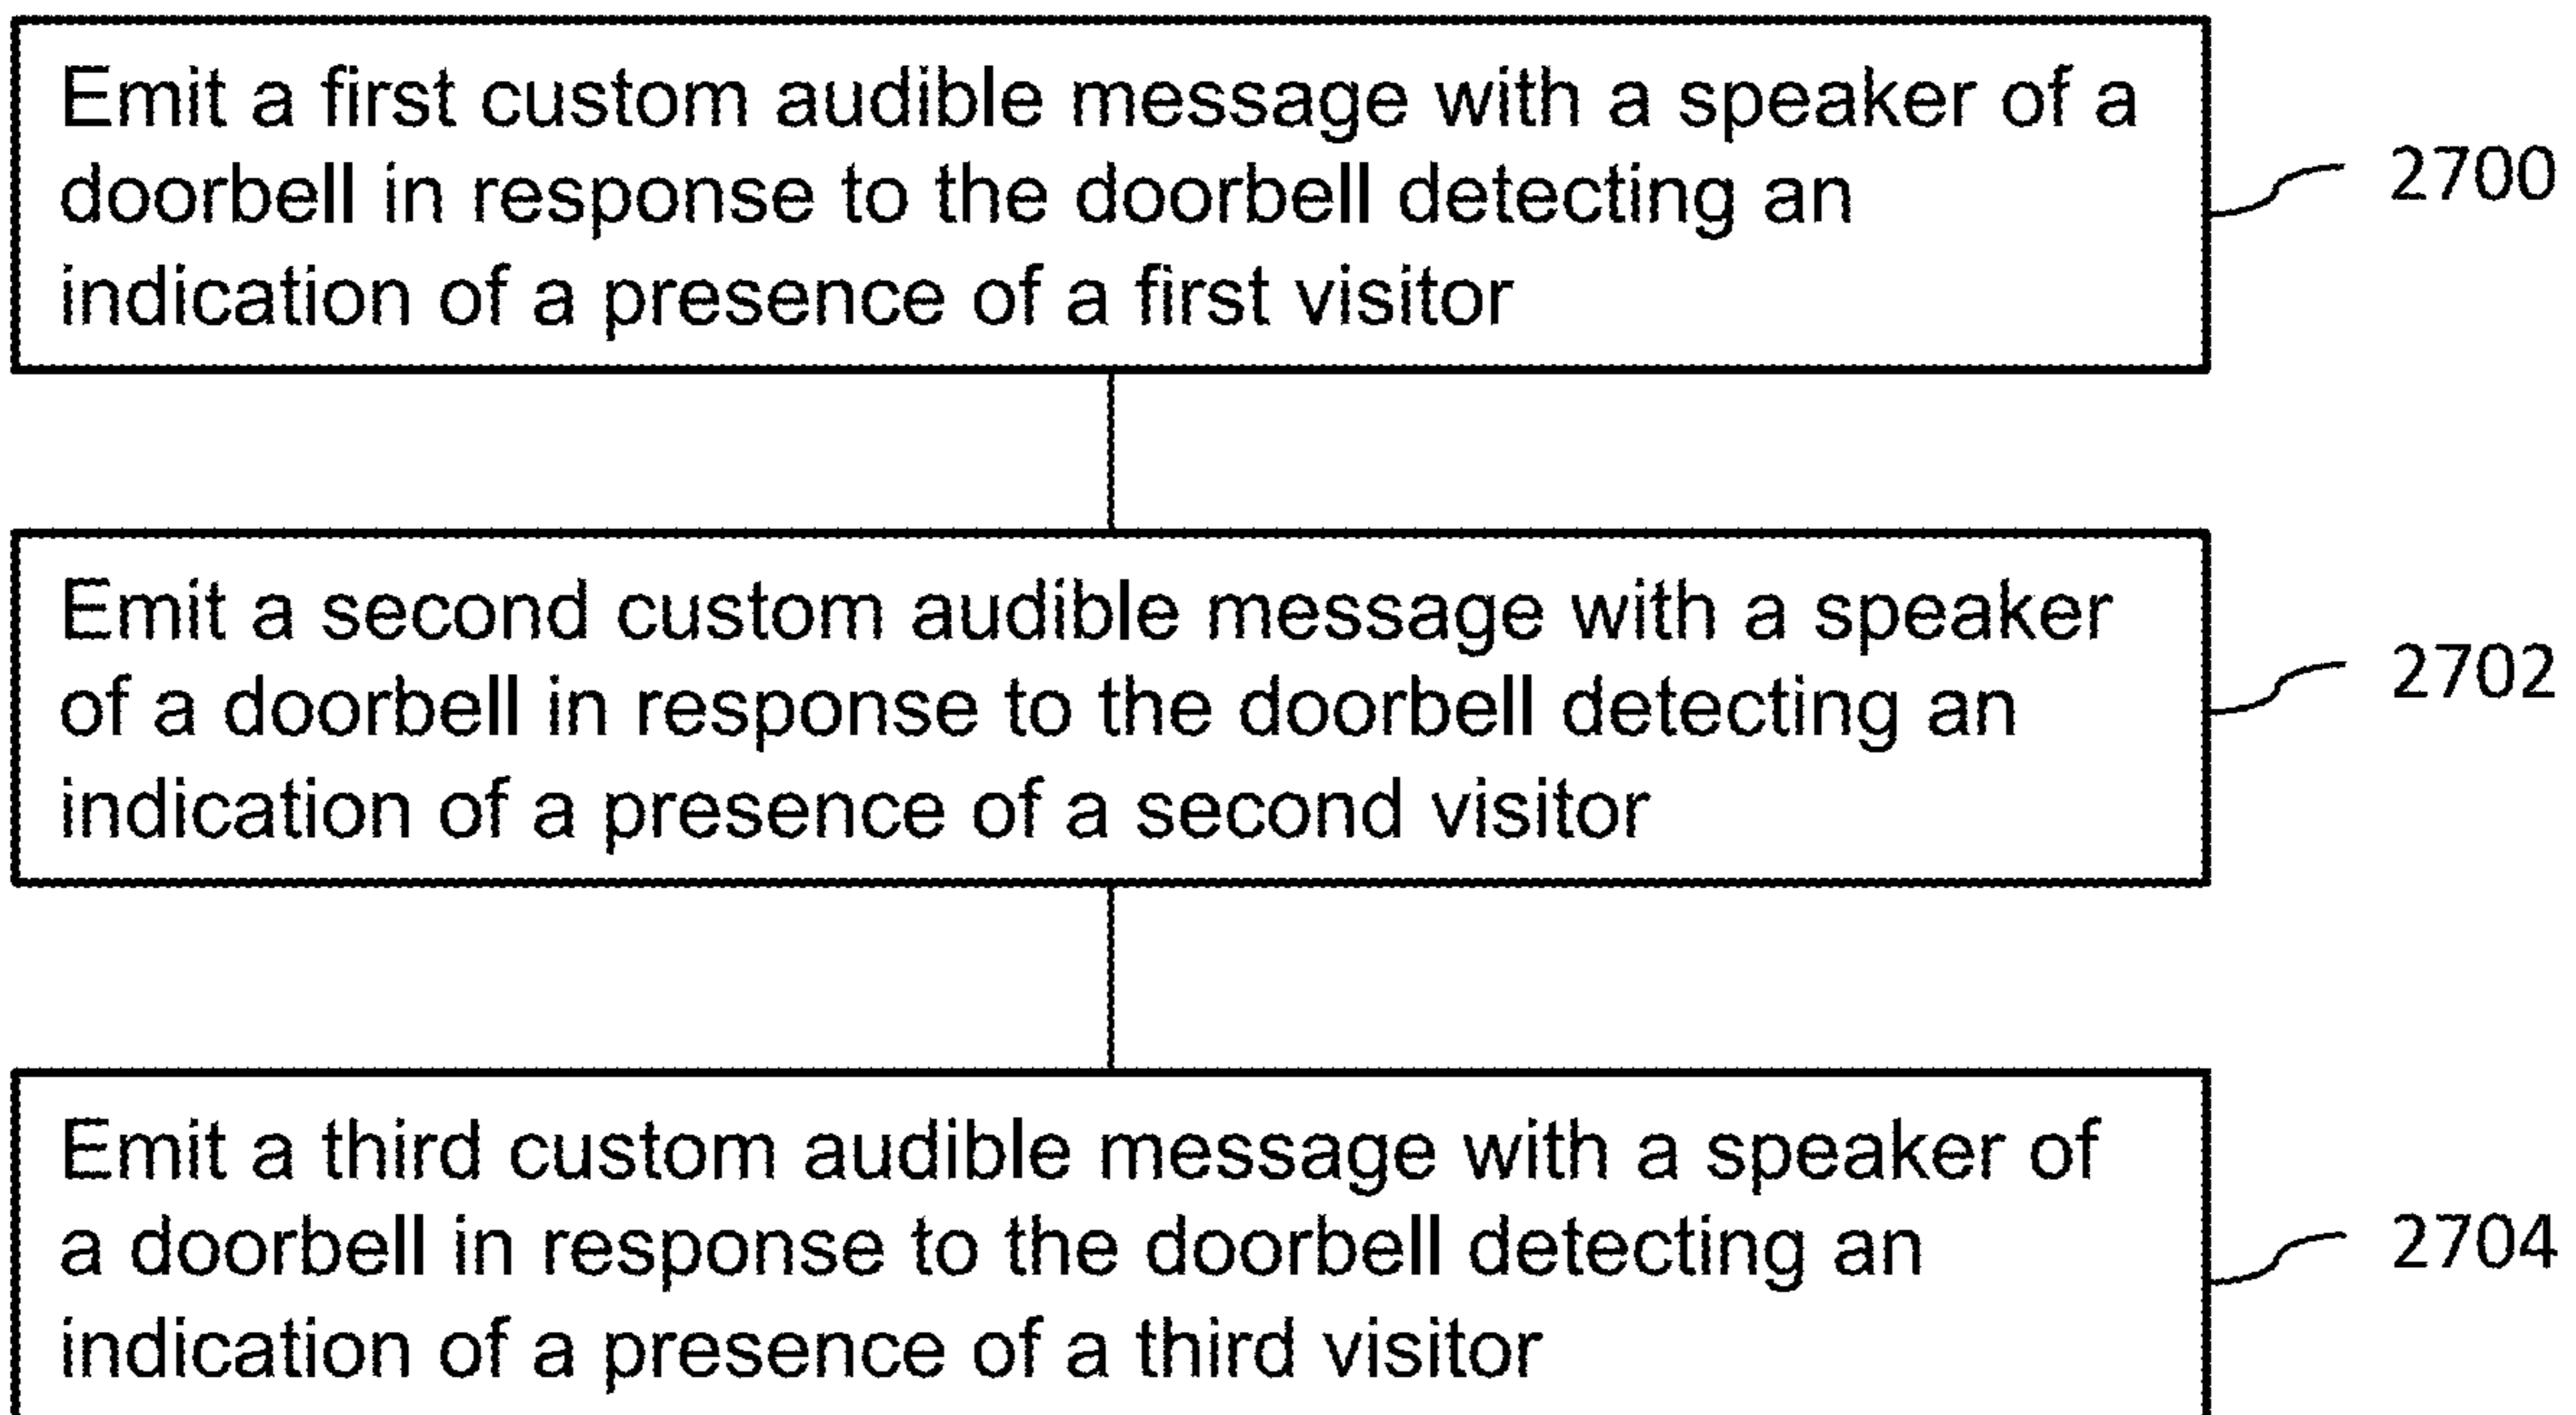 Emit a first custom audible message with a speaker of a
doorbell in response to the doorbell detecting an
indication of a presence of a first visitor
2700
Emit a second custom audible message with a speaker
of a doorbell in response to the doorbell detecting an
indication of a presence of a second visitor
2702
Emit a third custom audible message with a speaker of
a doorbell in response to the doorbell detecting an
indication of a presence of a third visitor
2704